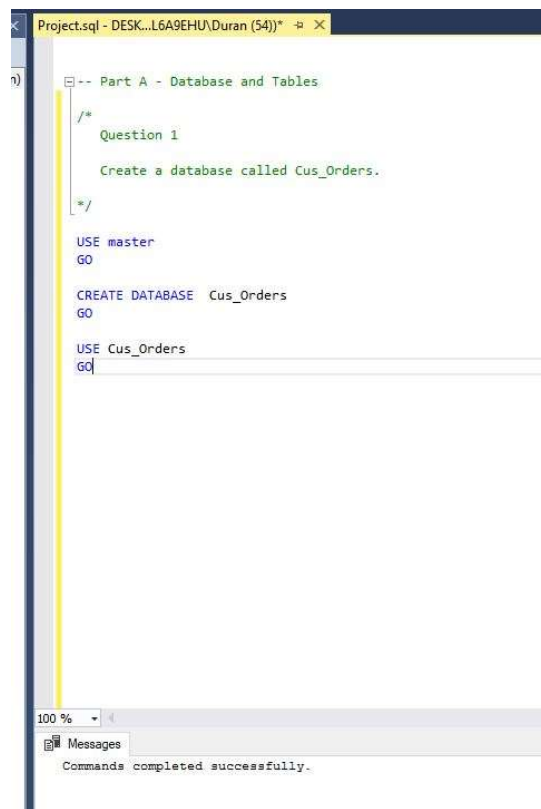 n)
Project.sql - DESK...L6A9EHU\Duran (54))*
-- Part A - Database and Tables
/*
Question 1
Create a database called Cus_Orders.
*/
USE master
GO
CREATE DATABASE  Cus_Orders
GO
USE Cus_Orders
GO
100 %
Messages
Commands completed successfully.